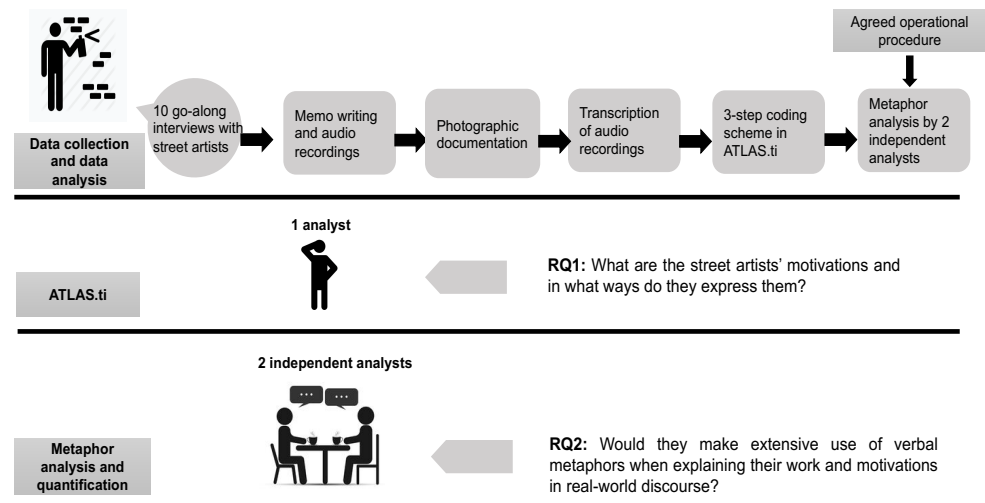 Agreed operational
procedure
10 go-along
interviews with
street artists
Memo writing
and audio
recordings
Photographic
documentation
Transcription
of audio
recordings
3-step coding
scheme in
ATLAS.ti
Metaphor
analysis by 2
independent
analysts
Data collection
and data
analysis
1 analyst
ATLAS.ti
RQ1: What are the street artists’ motivations and
in what ways do they express them?
2 independent analysts
Metaphor
analysis and
quantification
RQ2: Would they make extensive use of verbal
metaphors when explaining their work and motivations
in real-world discourse?